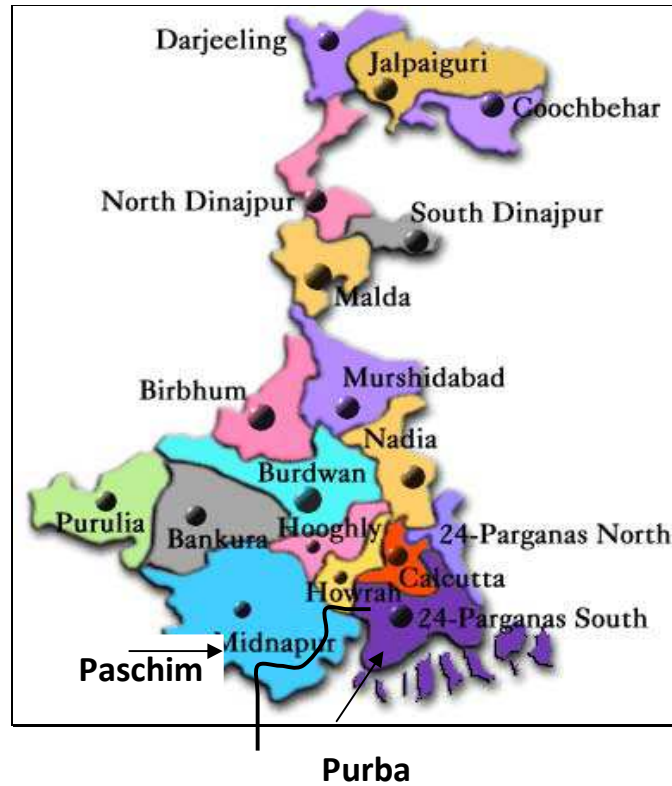 Darjeeling
Jalpaiguri
Coochbehar
North Dinajpur
South Dinajpur
Malda
Birbhum
Murshidabad
Nadia
Burdwan
Purulia
Bankura
Hooghly
24-Parganas North
Calcutta
Howrah
24-Parganas South
Midnapur
Paschim
Purba